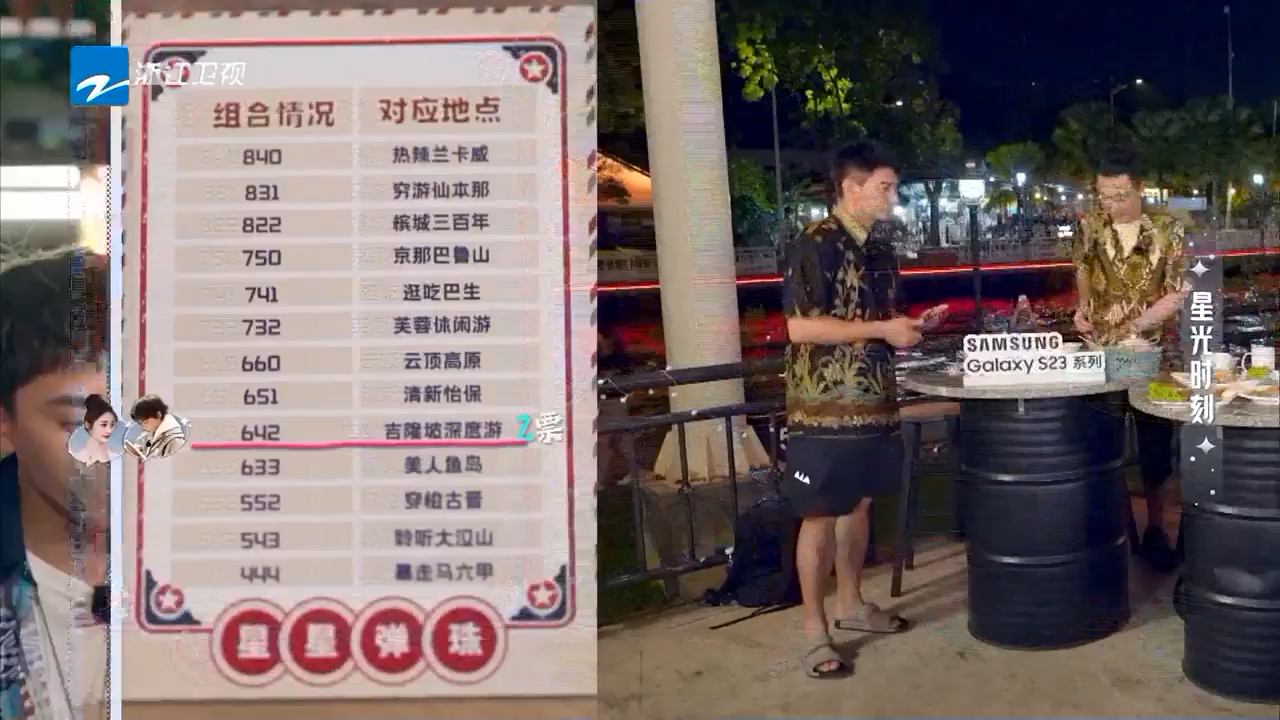 浙江卫视
组合情况 对应地点
840 热辣兰卡威
831 穷游仙本那
822 槟城三百年
750 京那巴鲁山
741 逛吃巴生
732 芙蓉休闲游
660 云顶高原
651 清新怡保
642 吉隆坡深度游 2票
633 美人鱼岛
552 穿梭古晋
543 聆听大汉山
444 暴走马六甲
星星弹珠
SAMSUNG
Galaxy S23 系列
星光时刻